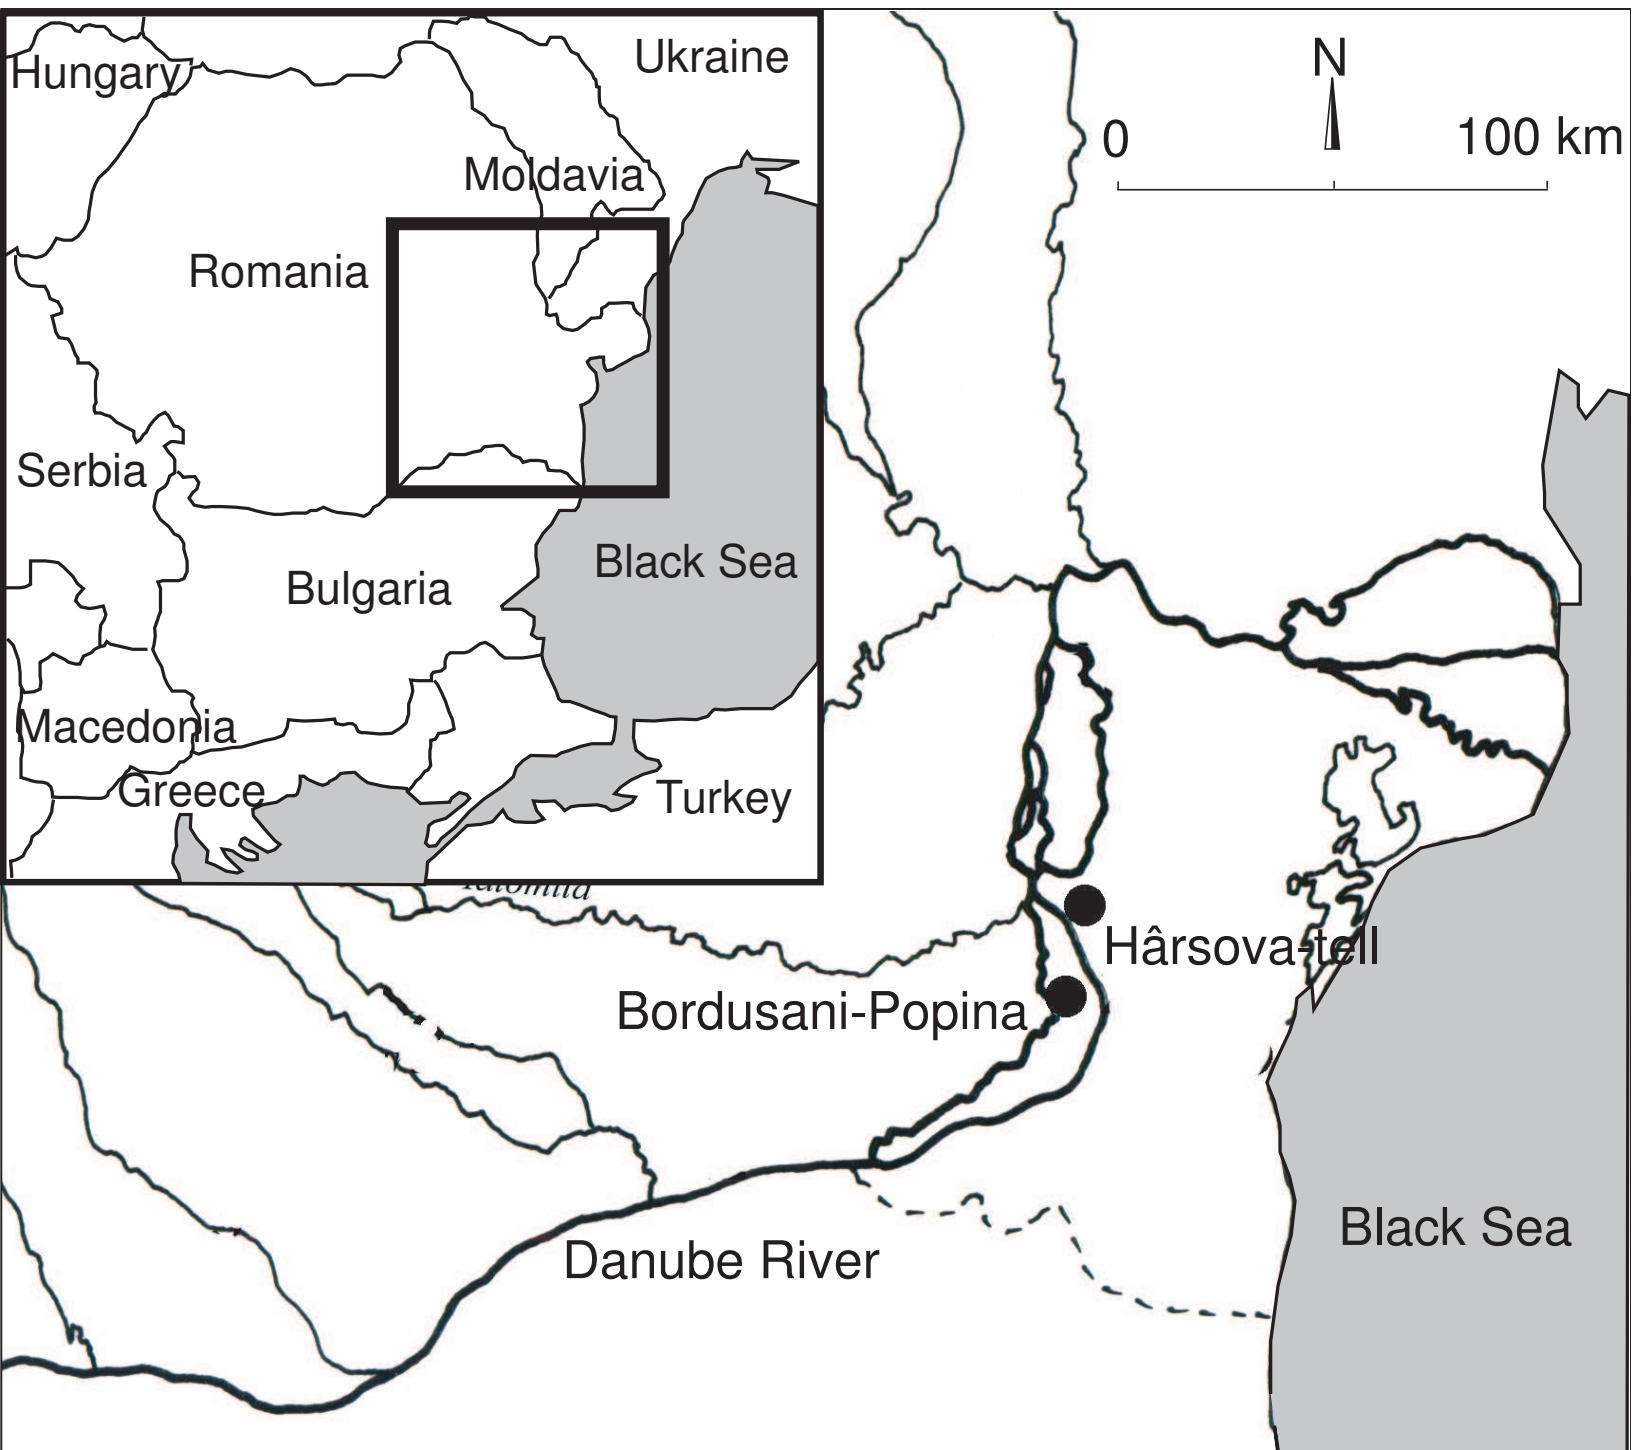 Hungary
Ukraine
Moldavia
Romania
Serbia
Black Sea
Bulgaria
Macedonia
Greece
Turkey
N
0
100 km
Hârsova-tell
Bordusani-Popina
Danube River
Black Sea